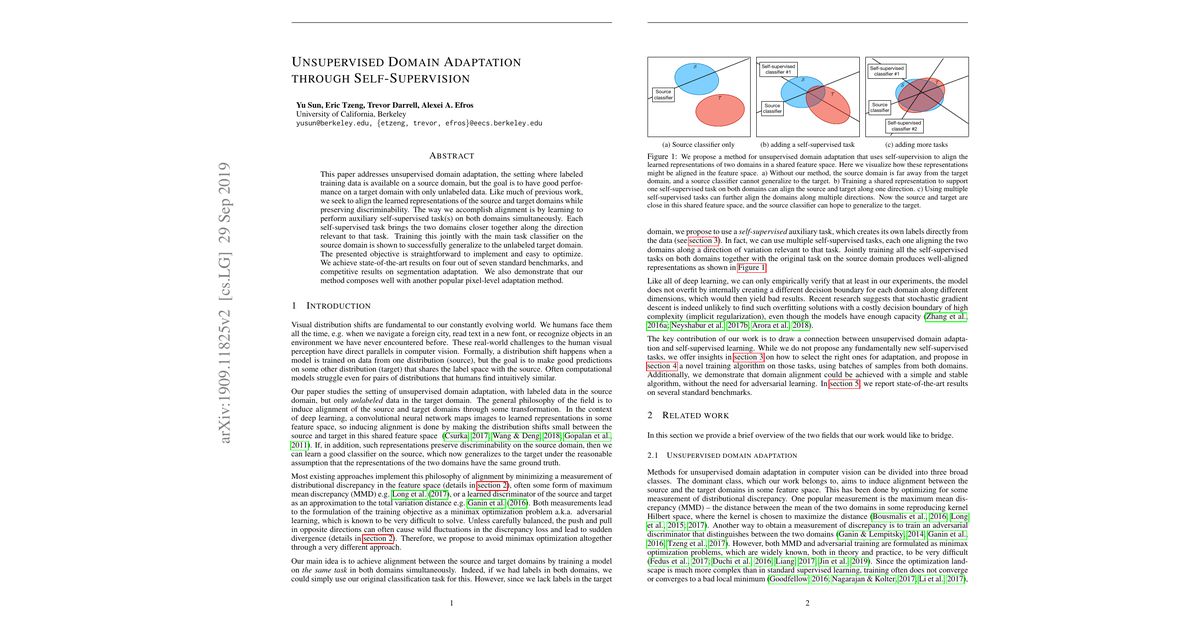 arXiv:1909.11825v2 [cs.LG] 29 Sep 2019
UNSUPERVISED DOMAIN ADAPTATION
THROUGH SELF-SUPERVISION
Yu Sun, Eric Tzeng, Trevor Darrell, Alexei A. Efros
University of California, Berkeley
yusun@berkeley.edu, {etzeng, trevor, efros}@eecs.berkeley.edu
ABSTRACT
This paper addresses unsupervised domain adaptation, the setting where labeled
training data is available on a source domain, but the goal is to have good perfor-
mance on a target domain with only unlabeled data. Like much of previous work,
we seek to align the learned representations of the source and target domains while
preserving discriminability. The way we accomplish alignment is by learning to
perform auxiliary self-supervised task(s) on both domains simultaneously. Each
self-supervised task brings the two domains closer together along the direction
relevant to that task. Training this jointly with the main task classifier on the
source domain is shown to successfully generalize to the unlabeled target domain.
The presented objective is straightforward to implement and easy to optimize.
We achieve state-of-the-art results on four out of seven standard benchmarks, and
competitive results on segmentation adaptation. We also demonstrate that our
method composes well with another popular pixel-level adaptation method.
1 INTRODUCTION
Visual distribution shifts are fundamental to our constantly evolving world. We humans face them
all the time, e.g. when we navigate a foreign city, read text in a new font, or recognize objects in an
environment we have never encountered before. These real-world challenges to the human visual
perception have direct parallels in computer vision. Formally, a distribution shift happens when a
model is trained on data from one distribution (source), but the goal is to make good predictions
on some other distribution (target) that shares the label space with the source. Often computational
models struggle even for pairs of distributions that humans find intuitively similar.
Our paper studies the setting of unsupervised domain adaptation, with labeled data in the source
domain, but only unlabeled data in the target domain. The general philosophy of the field is to
induce alignment of the source and target domains through some transformation. In the context
of deep learning, a convolutional neural network maps images to learned representations in some
feature space, so inducing alignment is done by making the distribution shifts small between the
source and target in this shared feature space (Csurka, 2017; Wang & Deng, 2018; Gopalan et al.,
2011). If, in addition, such representations preserve discriminability on the source domain, then we
can learn a good classifier on the source, which now generalizes to the target under the reasonable
assumption that the representations of the two domains have the same ground truth.
Most existing approaches implement this philosophy of alignment by minimizing a measurement of
distributional discrepancy in the feature space (details in section 2), often some form of maximum
mean discrepancy (MMD) e.g. Long et al. (2017), or a learned discriminator of the source and target
as an approximation to the total variation distance e.g. Ganin et al. (2016). Both measurements lead
to the formulation of the training objective as a minimax optimization problem a.k.a. adversarial
learning, which is known to be very difficult to solve. Unless carefully balanced, the push and pull
in opposite directions can often cause wild fluctuations in the discrepancy loss and lead to sudden
divergence (details in section 2). Therefore, we propose to avoid minimax optimization altogether
through a very different approach.
Our main idea is to achieve alignment between the source and target domains by training a model
on the same task in both domains simultaneously. Indeed, if we had labels in both domains, we
could simply use our original classification task for this. However, since we lack labels in the target
1
S
T
Source
classifier
Self-supervised
classifier #1
S
T
Source
classifier
Self-supervised
classifier #1
S
T
Source
classifier
Self-supervised
classifier #2
(a) Source classifier only
(b) adding a self-supervised task
(c) adding more tasks
Figure 1: We propose a method for unsupervised domain adaptation that uses self-supervision to align the
learned representations of two domains in a shared feature space. Here we visualize how these representations
might be aligned in the feature space. a) Without our method, the source domain is far away from the target
domain, and a source classifier cannot generalize to the target. b) Training a shared representation to support
one self-supervised task on both domains can align the source and target along one direction. c) Using multiple
self-supervised tasks can further align the domains along multiple directions. Now the source and target are
close in this shared feature space, and the source classifier can hope to generalize to the target.
domain, we propose to use a self-supervised auxiliary task, which creates its own labels directly from
the data (see section 3). In fact, we can use multiple self-supervised tasks, each one aligning the two
domains along a direction of variation relevant to that task. Jointly training all the self-supervised
tasks on both domains together with the original task on the source domain produces well-aligned
representations as shown in Figure 1.
Like all of deep learning, we can only empirically verify that at least in our experiments, the model
does not overfit by internally creating a different decision boundary for each domain along different
dimensions, which would then yield bad results. Recent research suggests that stochastic gradient
descent is indeed unlikely to find such overfitting solutions with a costly decision boundary of high
complexity (implicit regularization), even though the models have enough capacity (Zhang et al.,
2016a; Neyshabur et al., 2017b; Arora et al., 2018).
The key contribution of our work is to draw a connection between unsupervised domain adapta-
tion and self-supervised learning. While we do not propose any fundamentally new self-supervised
tasks, we offer insights in section 3 on how to select the right ones for adaptation, and propose in
section 4 a novel training algorithm on those tasks, using batches of samples from both domains.
Additionally, we demonstrate that domain alignment could be achieved with a simple and stable
algorithm, without the need for adversarial learning. In section 5, we report state-of-the-art results
on several standard benchmarks.
2 RELATED WORK
In this section we provide a brief overview of the two fields that our work would like to bridge.
2.1 UNSUPERVISED DOMAIN ADAPTATION
Methods for unsupervised domain adaptation in computer vision can be divided into three broad
classes. The dominant class, which our work belongs to, aims to induce alignment between the
source and the target domains in some feature space. This has been done by optimizing for some
measurement of distributional discrepancy. One popular measurement is the maximum mean dis-
crepancy (MMD) – the distance between the mean of the two domains in some reproducing kernel
Hilbert space, where the kernel is chosen to maximize the distance (Bousmalis et al., 2016; Long
et al., 2015; 2017). Another way to obtain a measurement of discrepancy is to train an adversarial
discriminator that distinguishes between the two domains (Ganin & Lempitsky, 2014; Ganin et al.,
2016; Tzeng et al., 2017). However, both MMD and adversarial training are formulated as minimax
optimization problems, which are widely known, both in theory and practice, to be very difficult
(Fedus et al., 2017; Duchi et al., 2016; Liang, 2017; Jin et al., 2019). Since the optimization land-
scape is much more complex than in standard supervised learning, training often does not converge
or converges to a bad local minimum (Goodfellow, 2016; Nagarajan & Kolter, 2017; Li et al., 2017).
2